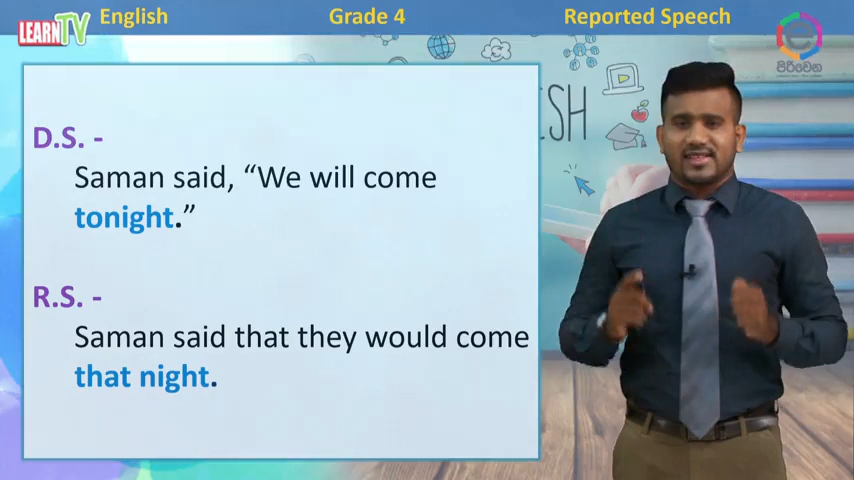 English
Grade 4
Reported Speech
LEARN TV
පිරිවෙන
ISH
D.S. -
Saman said, “We will come
tonight.”
R.S. -
Saman said that they would come
that night.